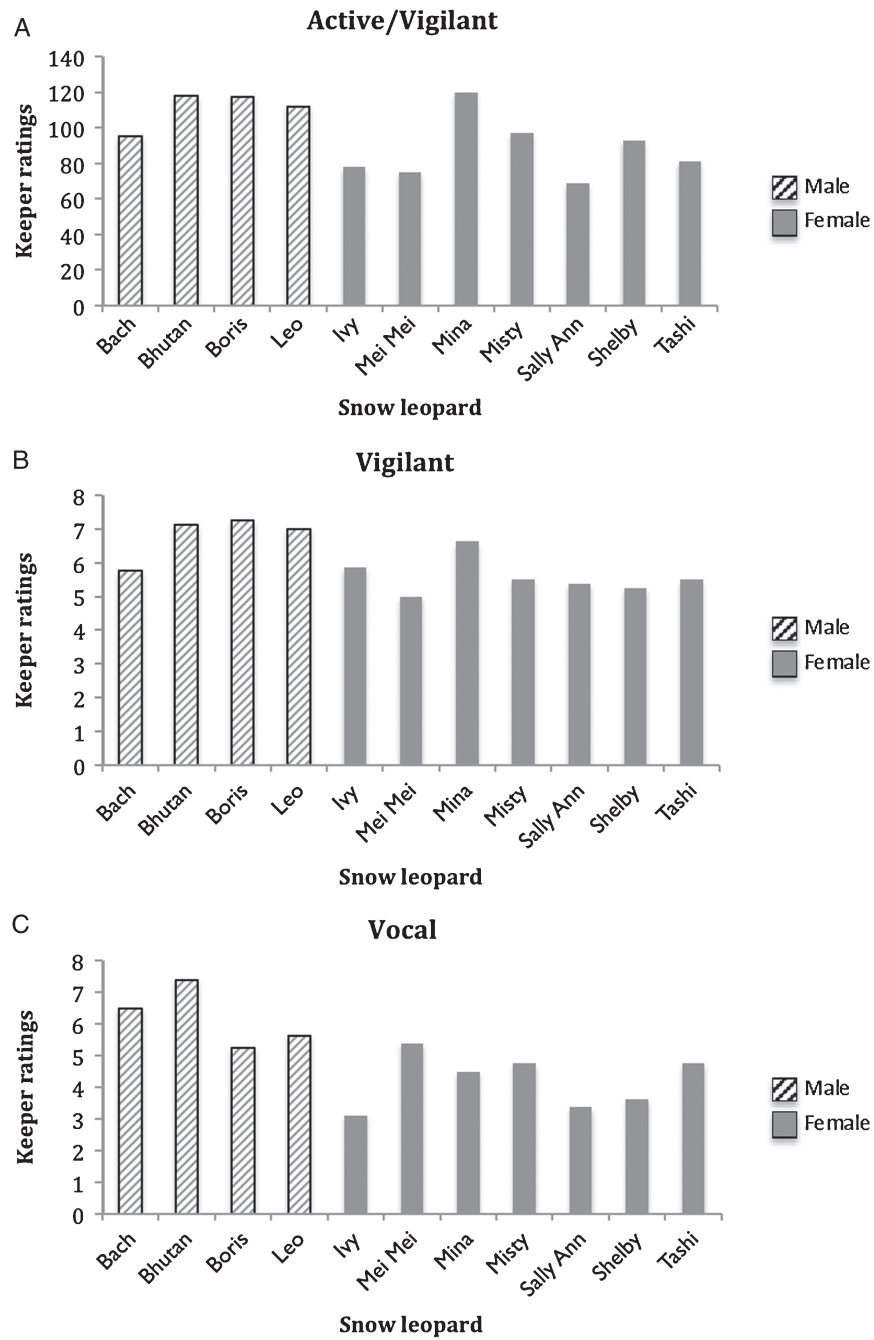 A
Active/Vigilant
Keeper ratings
140
120
100
80
60
40
20
0
Bach
Bhutan
Boris
Leo
Ivy
Mei Mei
Mina
Misty
Sally Ann
Shelby
Tashi
Snow leopard
Male
Female
B
Vigilant
Keeper ratings
8
7
6
5
4
3
2
1
0
Bach
Bhutan
Boris
Leo
Ivy
Mei Mei
Mina
Misty
Sally Ann
Shelby
Tashi
Snow leopard
Male
Female
C
Vocal
Keeper ratings
8
7
6
5
4
3
2
1
0
Bach
Bhutan
Boris
Leo
Ivy
Mei Mei
Mina
Misty
Sally Ann
Shelby
Tashi
Snow leopard
Male
Female